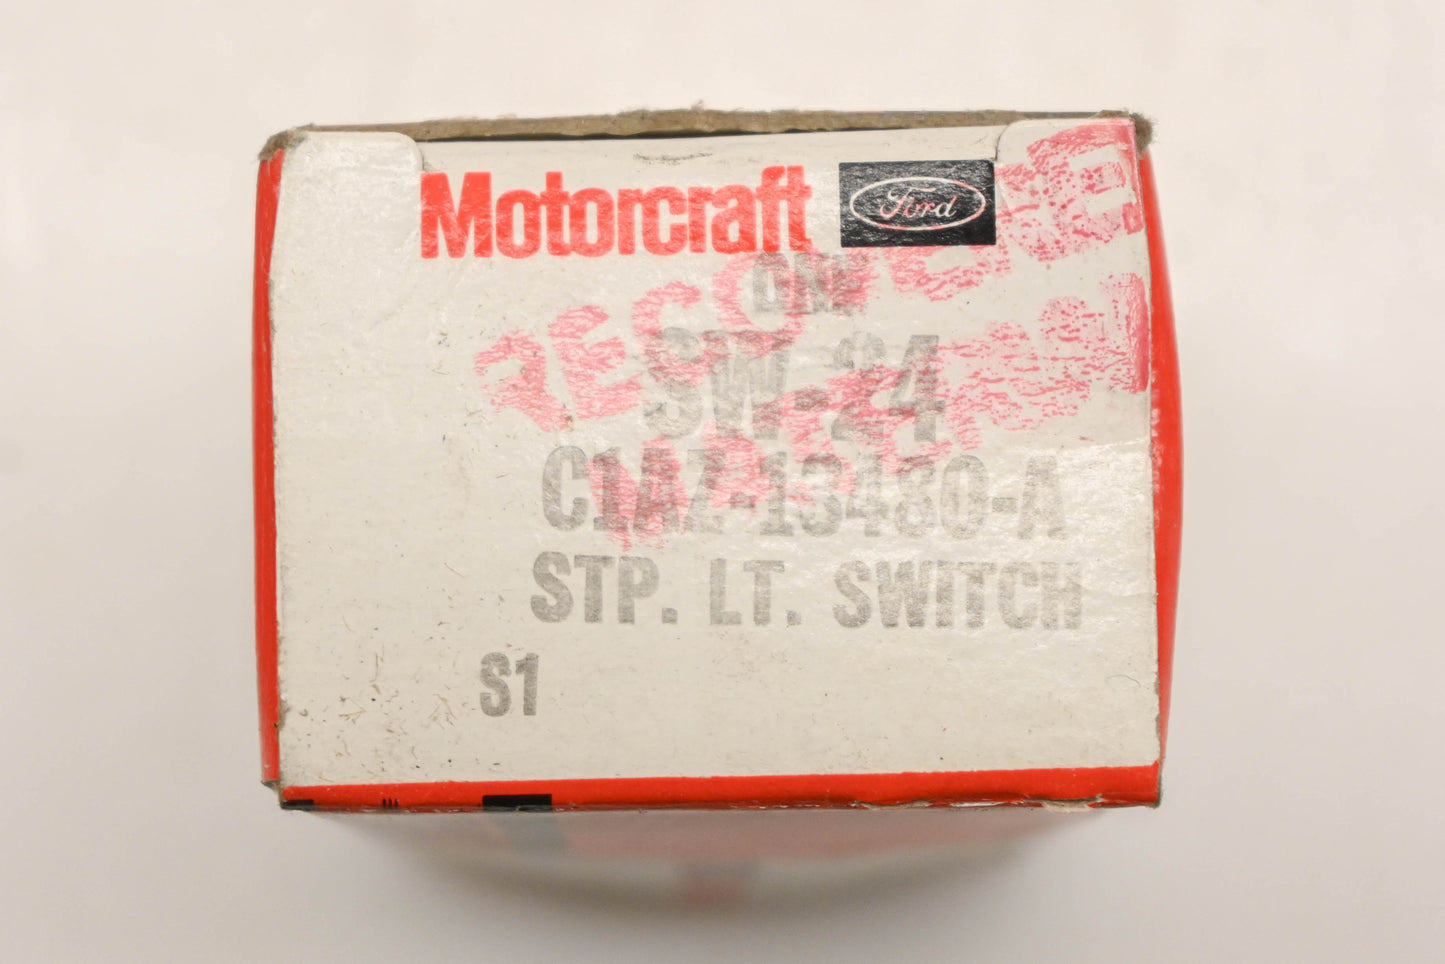 Motorcraft
Ford
SW-24
C1AZ-13480-A
STP. LT. SWITCH
S1